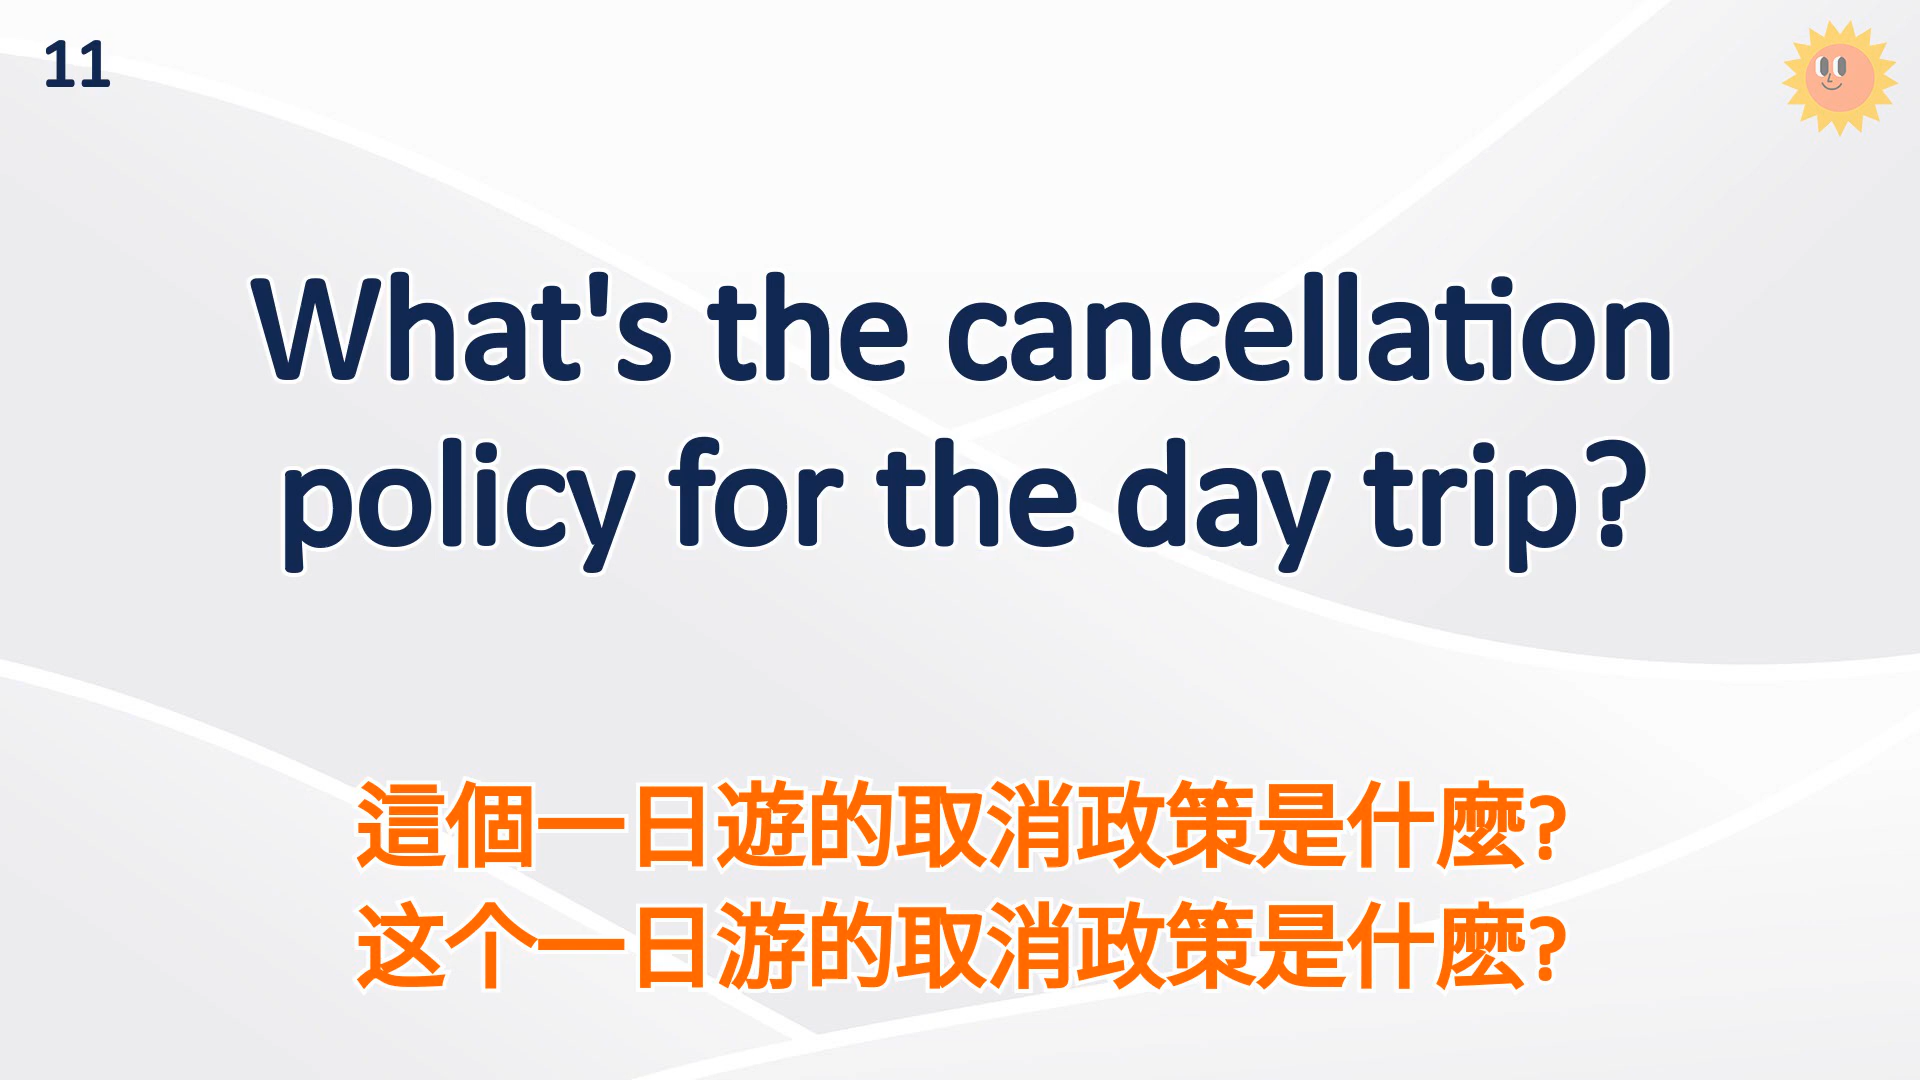 11
What's the cancellation
policy for the day trip?
這個一日遊的取消政策是什麼?
这个一日游的取消政策是什麽?